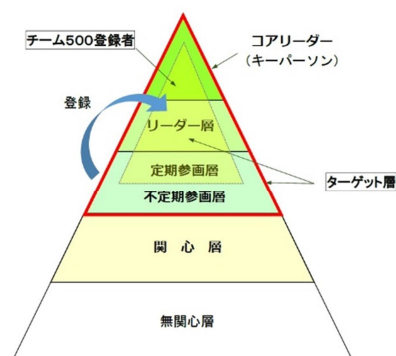 チーム500登録者
コアリーダー
（キーパーソン）
登録
リーダー層
定期参画層
ターゲット層
不定期参画層
関心層
無関心層